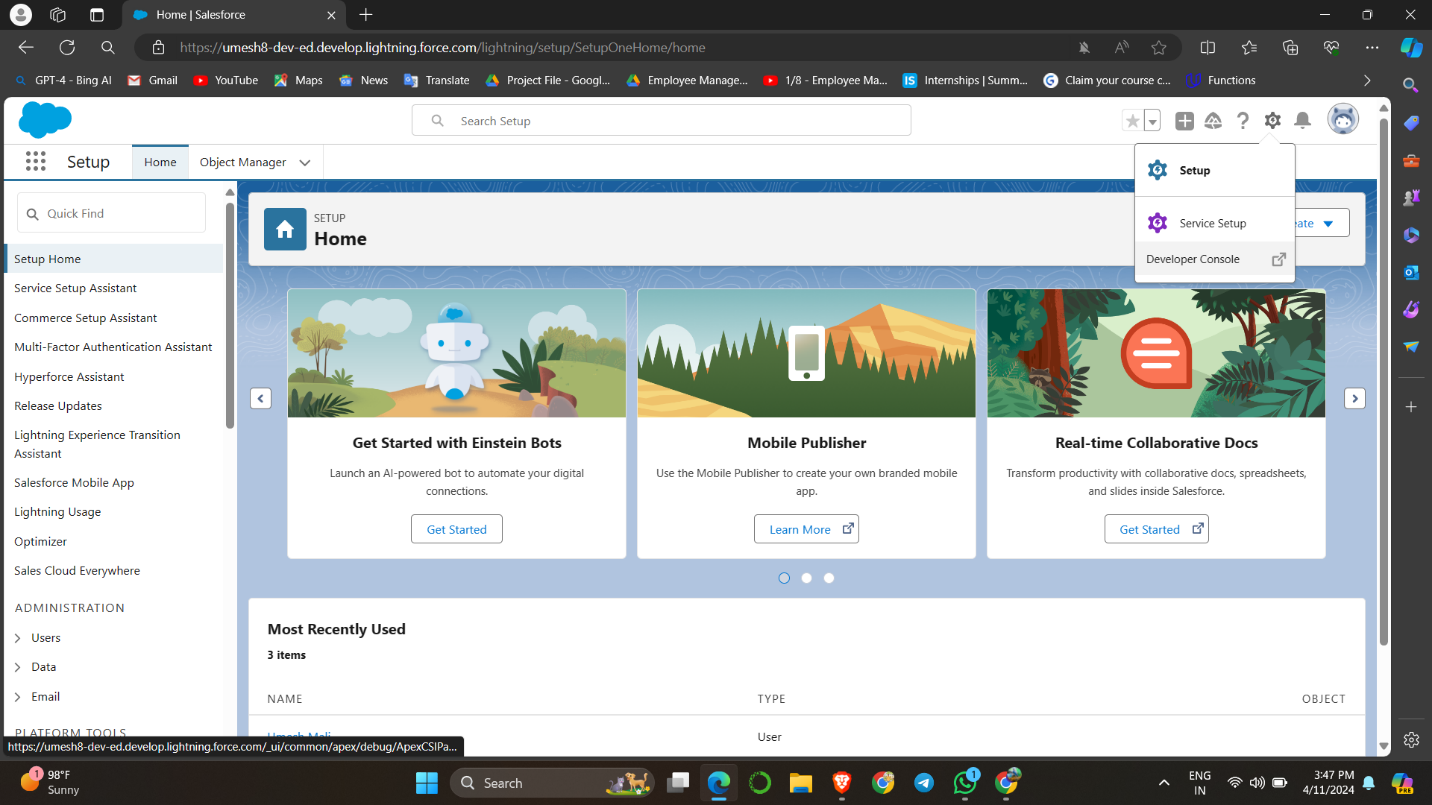 Home | Salesforce
https://umesh8-dev-ed.develop.lightning.force.com/lightning/setup/SetupOneHome/home
GPT-4 - Bing AI
Gmail
YouTube
Maps
News
Translate
Project File - Googl...
Employee Manage...
1/8 - Employee Ma...
Internships | Summ...
Claim your course c...
Functions
Search Setup
Setup
Home
Object Manager
Setup
Service Setup
Developer Console
Quick Find
Setup Home
Service Setup Assistant
Commerce Setup Assistant
Multi-Factor Authentication Assistant
Hyperforce Assistant
Release Updates
Lightning Experience Transition
Assistant
Salesforce Mobile App
Lightning Usage
Optimizer
Sales Cloud Everywhere
ADMINISTRATION
Users
Data
Email
PLATFORM TOOLS
SETUP
Home
eate
Get Started with Einstein Bots
Launch an AI-powered bot to automate your digital
connections.
Get Started
Mobile Publisher
Use the Mobile Publisher to create your own branded mobile
app.
Learn More
Real-time Collaborative Docs
Transform productivity with collaborative docs, spreadsheets,
and slides inside Salesforce.
Get Started
Most Recently Used
3 items
NAME TYPE OBJECT
Umesh Mali User
https://umesh8-dev-ed.develop.lightning.force.com/_ui/common/apex/debug/ApexCSIPa...
1
98°F
Sunny
Search
1
ENG
IN
3:47 PM
4/11/2024
PRE